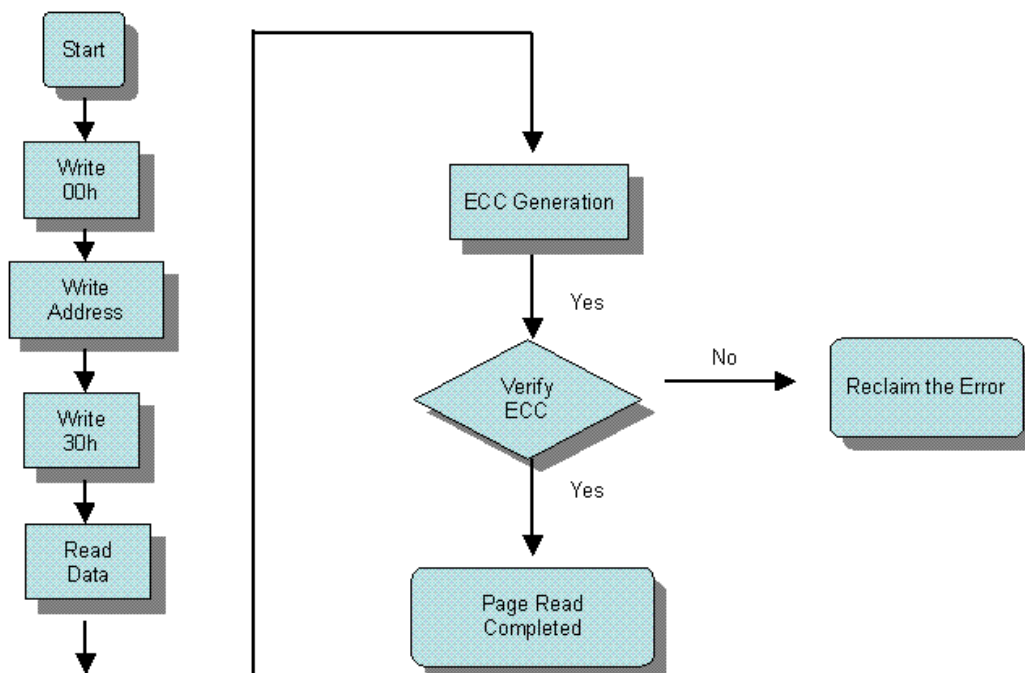 Start
Write
00h
Write
Address
Write
30h
Read
Data
ECC Generation
Yes
Verify
ECC
No
Reclaim the Error
Yes
Page Read
Completed